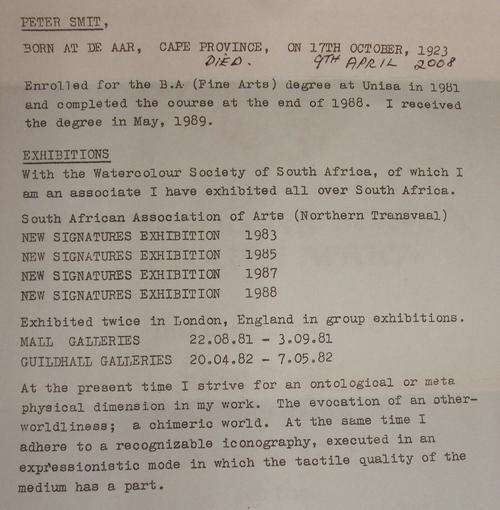 PETER SMIT,
BORN AT DE AAR, CAPE PROVINCE, ON 17TH OCTOBER, 1923
DIED. 9TH APRIL 2008
Enrolled for the B.A (Fine Arts) degree at Unisa in 1981
and completed the course at the end of 1988. I received
the degree in May, 1989.
EXHIBITIONS
With the Watercolour Society of South Africa, of which I
am an associate I have exhibited all over South Africa.
South African Association of Arts (Northern Transvaal)
NEW SIGNATURES EXHIBITION 1983
NEW SIGNATURES EXHIBITION 1985
NEW SIGNATURES EXHIBITION 1987
NEW SIGNATURES EXHIBITION 1988
Exhibited twice in London, England in group exhibitions.
MALL GALLERIES 22.08.81 - 3.09.81
GUILDHALL GALLERIES 20.04.82 - 7.05.82
At the present time I strive for an ontological or meta
physical dimension in my work. The evocation of an other-
worldliness; a chimeric world. At the same time I
adhere to a recognizable iconography, executed in an
expressionistic mode in which the tactile quality of the
medium has a part.